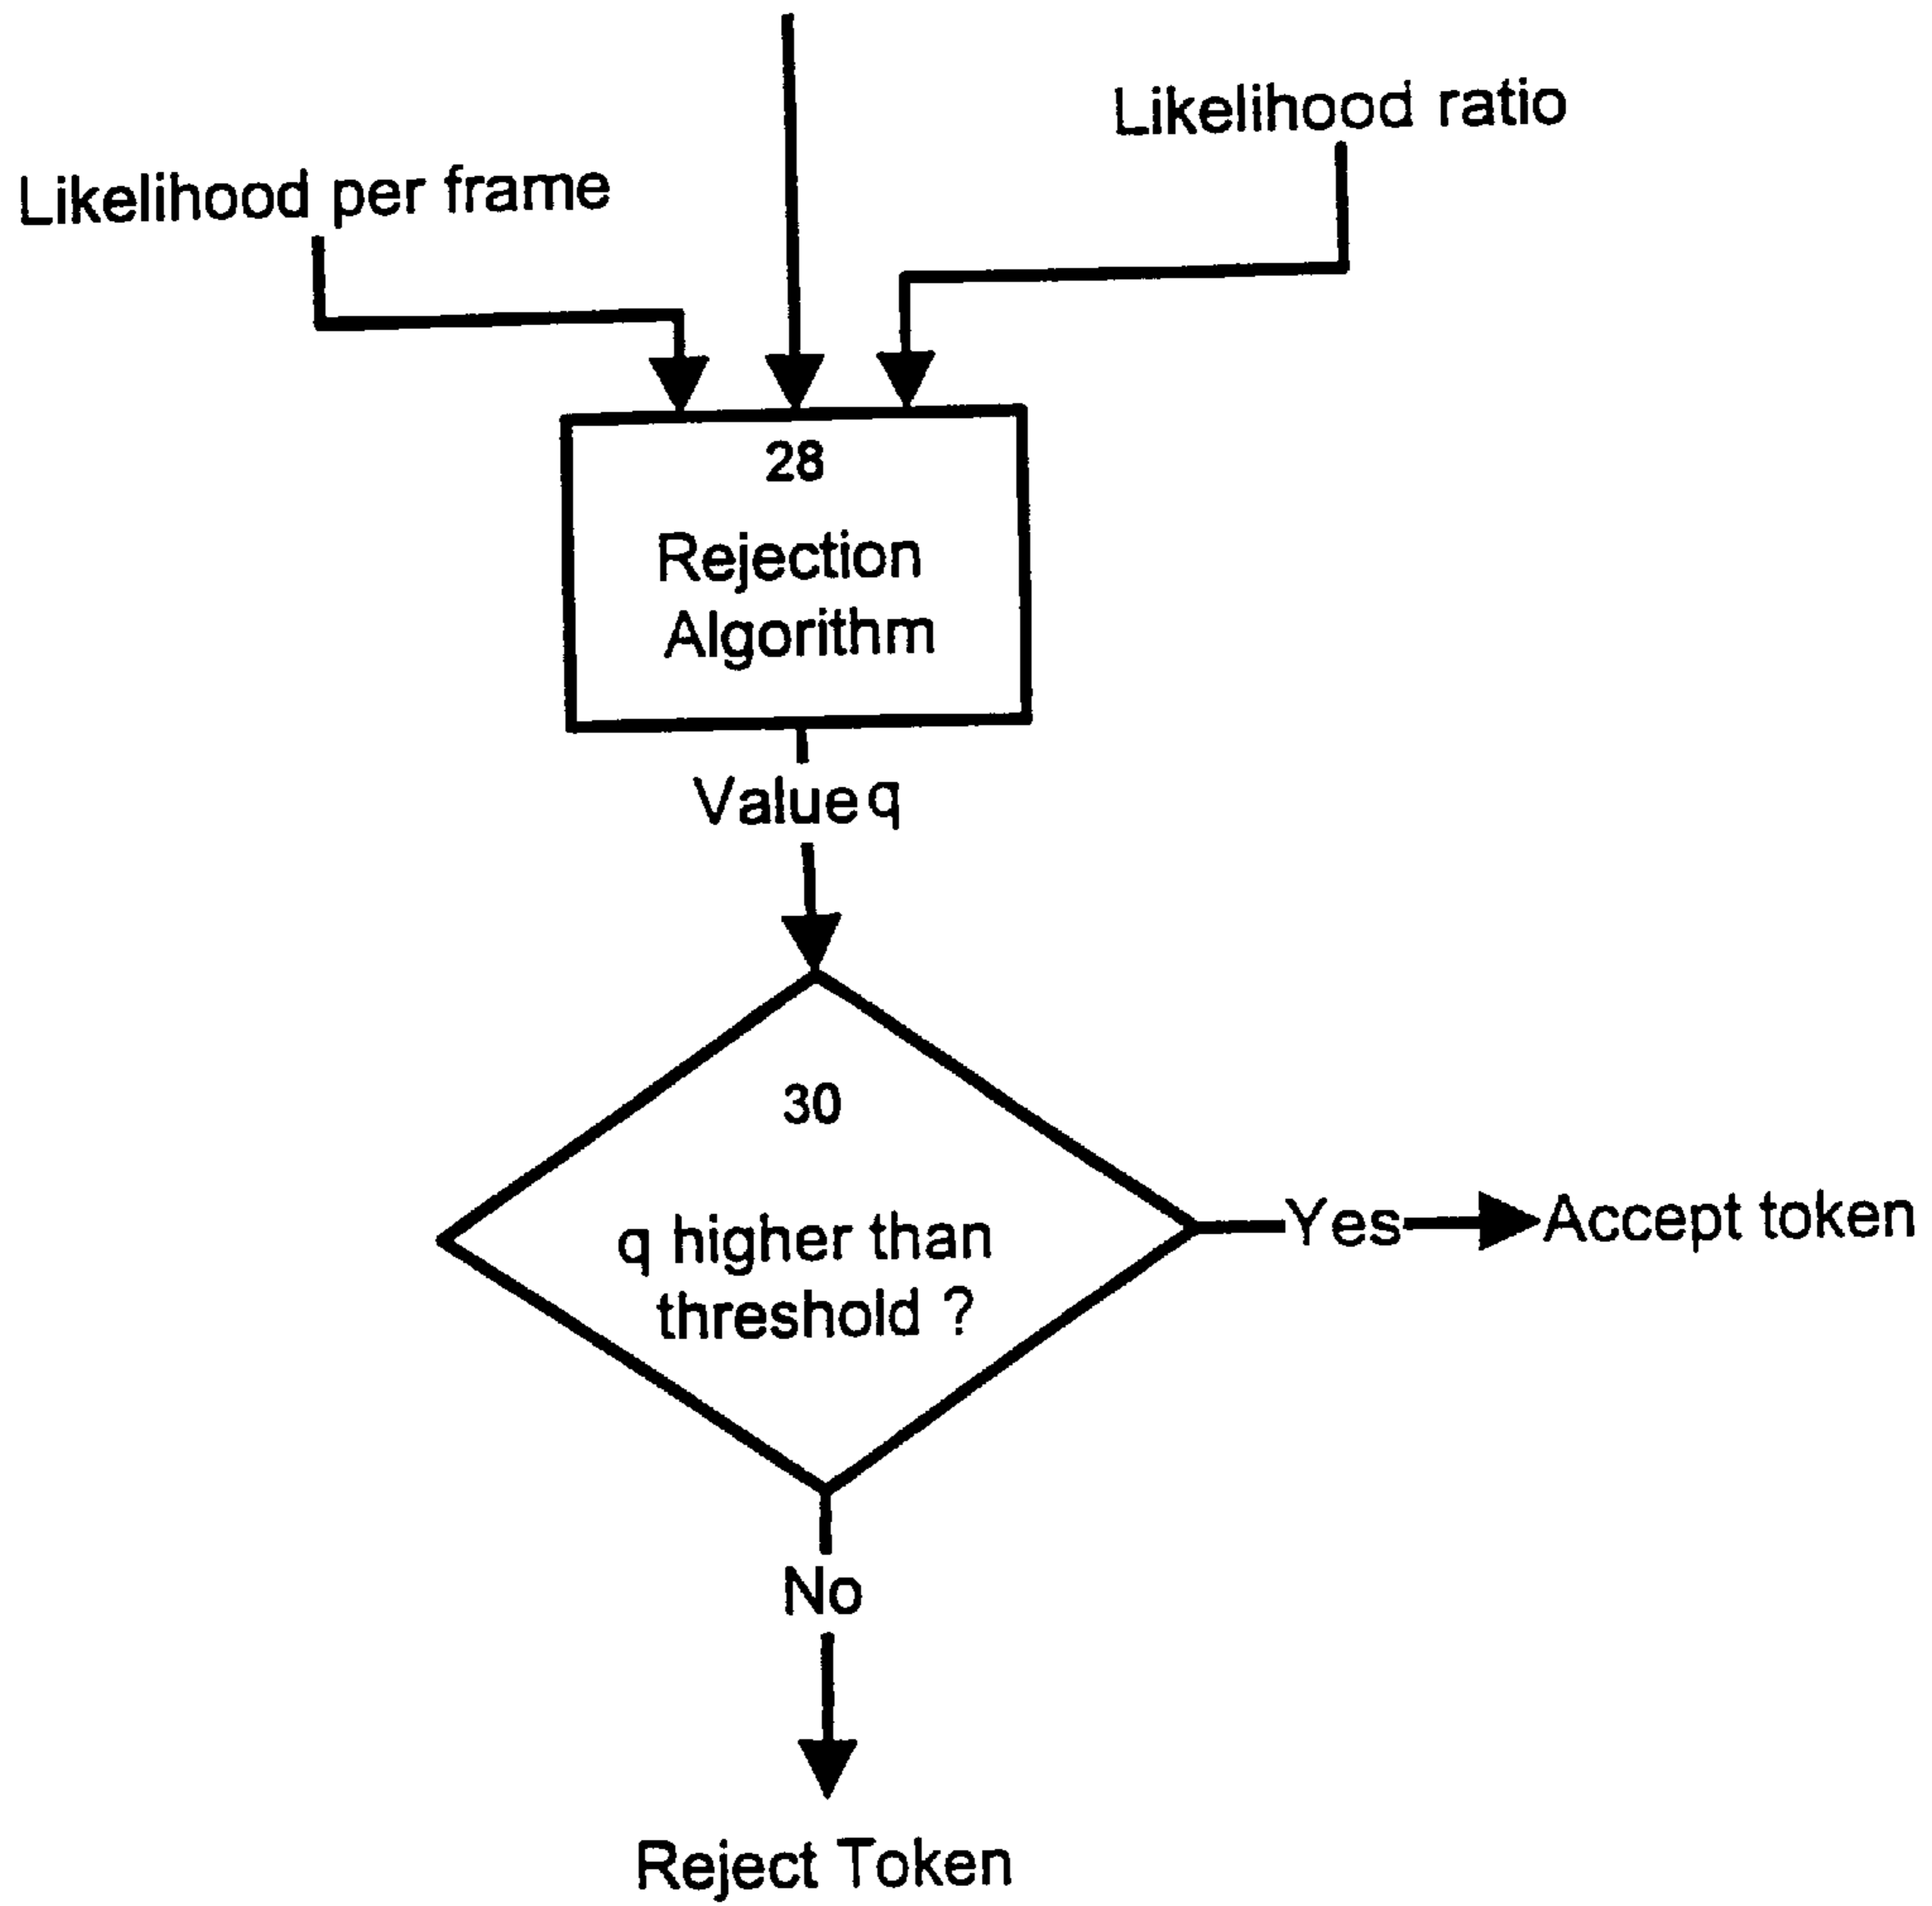 Likelihood ratio
Likelihood per frame
28
Rejection
Algorithm
Value q
30
q higher than
threshold ?
Yes
Accept token
No
Reject Token